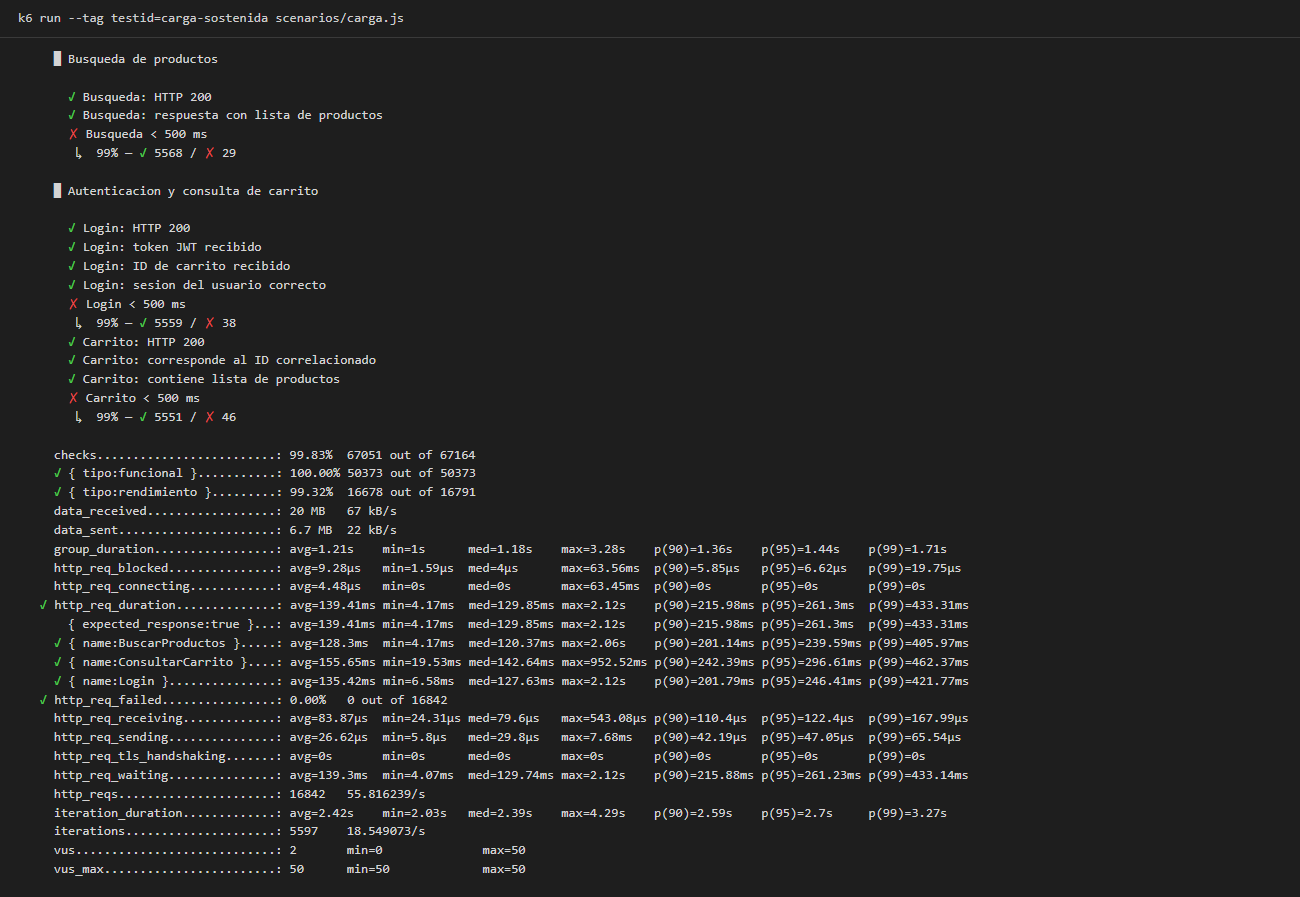 k6 run --tag testid=carga-sostenida scenarios/carga.js
█ Busqueda de productos
✓ Busqueda: HTTP 200
✓ Busqueda: respuesta con lista de productos
✗ Busqueda < 500 ms
↳  99% — ✓ 5568 / ✗ 29
█ Autenticacion y consulta de carrito
✓ Login: HTTP 200
✓ Login: token JWT recibido
✓ Login: ID de carrito recibido
✓ Login: sesion del usuario correcto
✗ Login < 500 ms
↳  99% — ✓ 5559 / ✗ 38
✓ Carrito: HTTP 200
✓ Carrito: corresponde al ID correlacionado
✓ Carrito: contiene lista de productos
✗ Carrito < 500 ms
↳  99% — ✓ 5551 / ✗ 46
checks.........................: 99.83%  67051 out of 67164
✓ { tipo:funcional }...........: 100.00% 50373 out of 50373
✓ { tipo:rendimiento }.........: 99.32%  16678 out of 16791
data_received..................: 20 MB   67 kB/s
data_sent......................: 6.7 MB  22 kB/s
group_duration.................: avg=1.21s    min=1s      med=1.18s    max=3.28s    p(90)=1.36s    p(95)=1.44s    p(99)=1.71s
http_req_blocked...............: avg=9.28µs   min=1.59µs  med=4µs      max=63.56ms  p(90)=5.85µs   p(95)=6.62µs   p(99)=19.75µs
http_req_connecting............: avg=4.48µs   min=0s      med=0s       max=63.45ms  p(90)=0s       p(95)=0s       p(99)=0s
✓ http_req_duration..............: avg=139.41ms min=4.17ms  med=129.85ms max=2.12s    p(90)=215.98ms p(95)=261.3ms  p(99)=433.31ms
{ expected_response:true }...: avg=139.41ms min=4.17ms  med=129.85ms max=2.12s    p(90)=215.98ms p(95)=261.3ms  p(99)=433.31ms
✓ { name:BuscarProductos }.....: avg=128.3ms  min=4.17ms  med=120.37ms max=2.06s    p(90)=201.14ms p(95)=239.59ms p(99)=405.97ms
✓ { name:ConsultarCarrito }....: avg=155.65ms min=19.53ms med=142.64ms max=952.52ms p(90)=242.39ms p(95)=296.61ms p(99)=462.37ms
✓ { name:Login }...............: avg=135.42ms min=6.58ms  med=127.63ms max=2.12s    p(90)=201.79ms p(95)=246.41ms p(99)=421.77ms
✓ http_req_failed................: 0.00%   0 out of 16842
http_req_receiving.............: avg=83.87µs  min=24.31µs med=79.6µs   max=543.08µs p(90)=110.4µs  p(95)=122.4µs  p(99)=167.99µs
http_req_sending...............: avg=26.62µs  min=5.8µs   med=29.8µs   max=7.68ms   p(90)=42.19µs  p(95)=47.05µs  p(99)=65.54µs
http_req_tls_handshaking.......: avg=0s       min=0s      med=0s       max=0s       p(90)=0s       p(95)=0s       p(99)=0s
http_req_waiting...............: avg=139.3ms  min=4.07ms  med=129.74ms max=2.12s    p(90)=215.88ms p(95)=261.23ms p(99)=433.14ms
http_reqs......................: 16842   55.816239/s
iteration_duration.............: avg=2.42s    min=2.03s   med=2.39s    max=4.29s    p(90)=2.59s    p(95)=2.7s     p(99)=3.27s
iterations.....................: 5597    18.549073/s
vus............................: 2       min=0              max=50
vus_max........................: 50      min=50             max=50